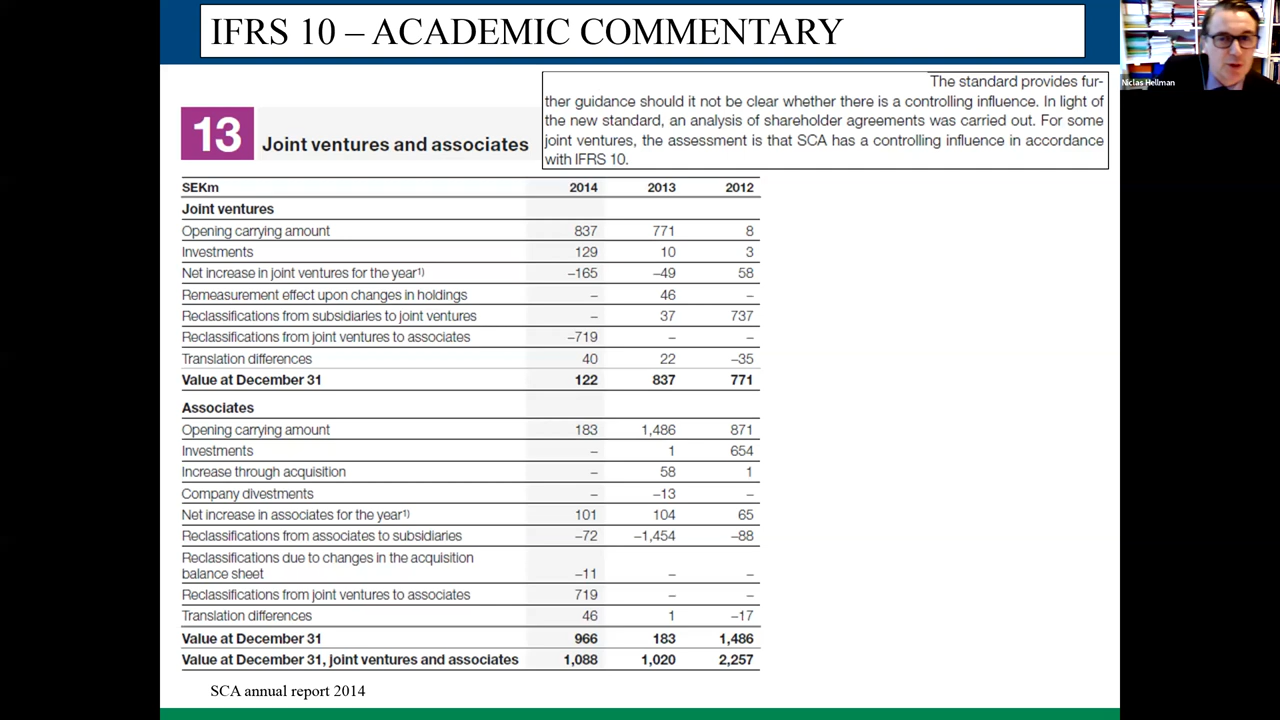 IFRS 10 – ACADEMIC COMMENTARY
Niclas Hellman
The standard provides fur-
ther guidance should it not be clear whether there is a controlling influence. In light of
the new standard, an analysis of shareholder agreements was carried out. For some
joint ventures, the assessment is that SCA has a controlling influence in accordance
with IFRS 10.
13 Joint ventures and associates
SEKm 2014 2013 2012
Joint ventures
Opening carrying amount 837 771 8
Investments 129 10 3
Net increase in joint ventures for the year1) –165 –49 58
Remeasurement effect upon changes in holdings – 46 –
Reclassifications from subsidiaries to joint ventures – 37 737
Reclassifications from joint ventures to associates –719 – –
Translation differences 40 22 –35
Value at December 31 122 837 771
Associates
Opening carrying amount 183 1,486 871
Investments – 1 654
Increase through acquisition – 58 1
Company divestments – –13 –
Net increase in associates for the year1) 101 104 65
Reclassifications from associates to subsidiaries –72 –1,454 –88
Reclassifications due to changes in the acquisition
balance sheet –11 – –
Reclassifications from joint ventures to associates 719 – –
Translation differences 46 1 –17
Value at December 31 966 183 1,486
Value at December 31, joint ventures and associates 1,088 1,020 2,257
SCA annual report 2014